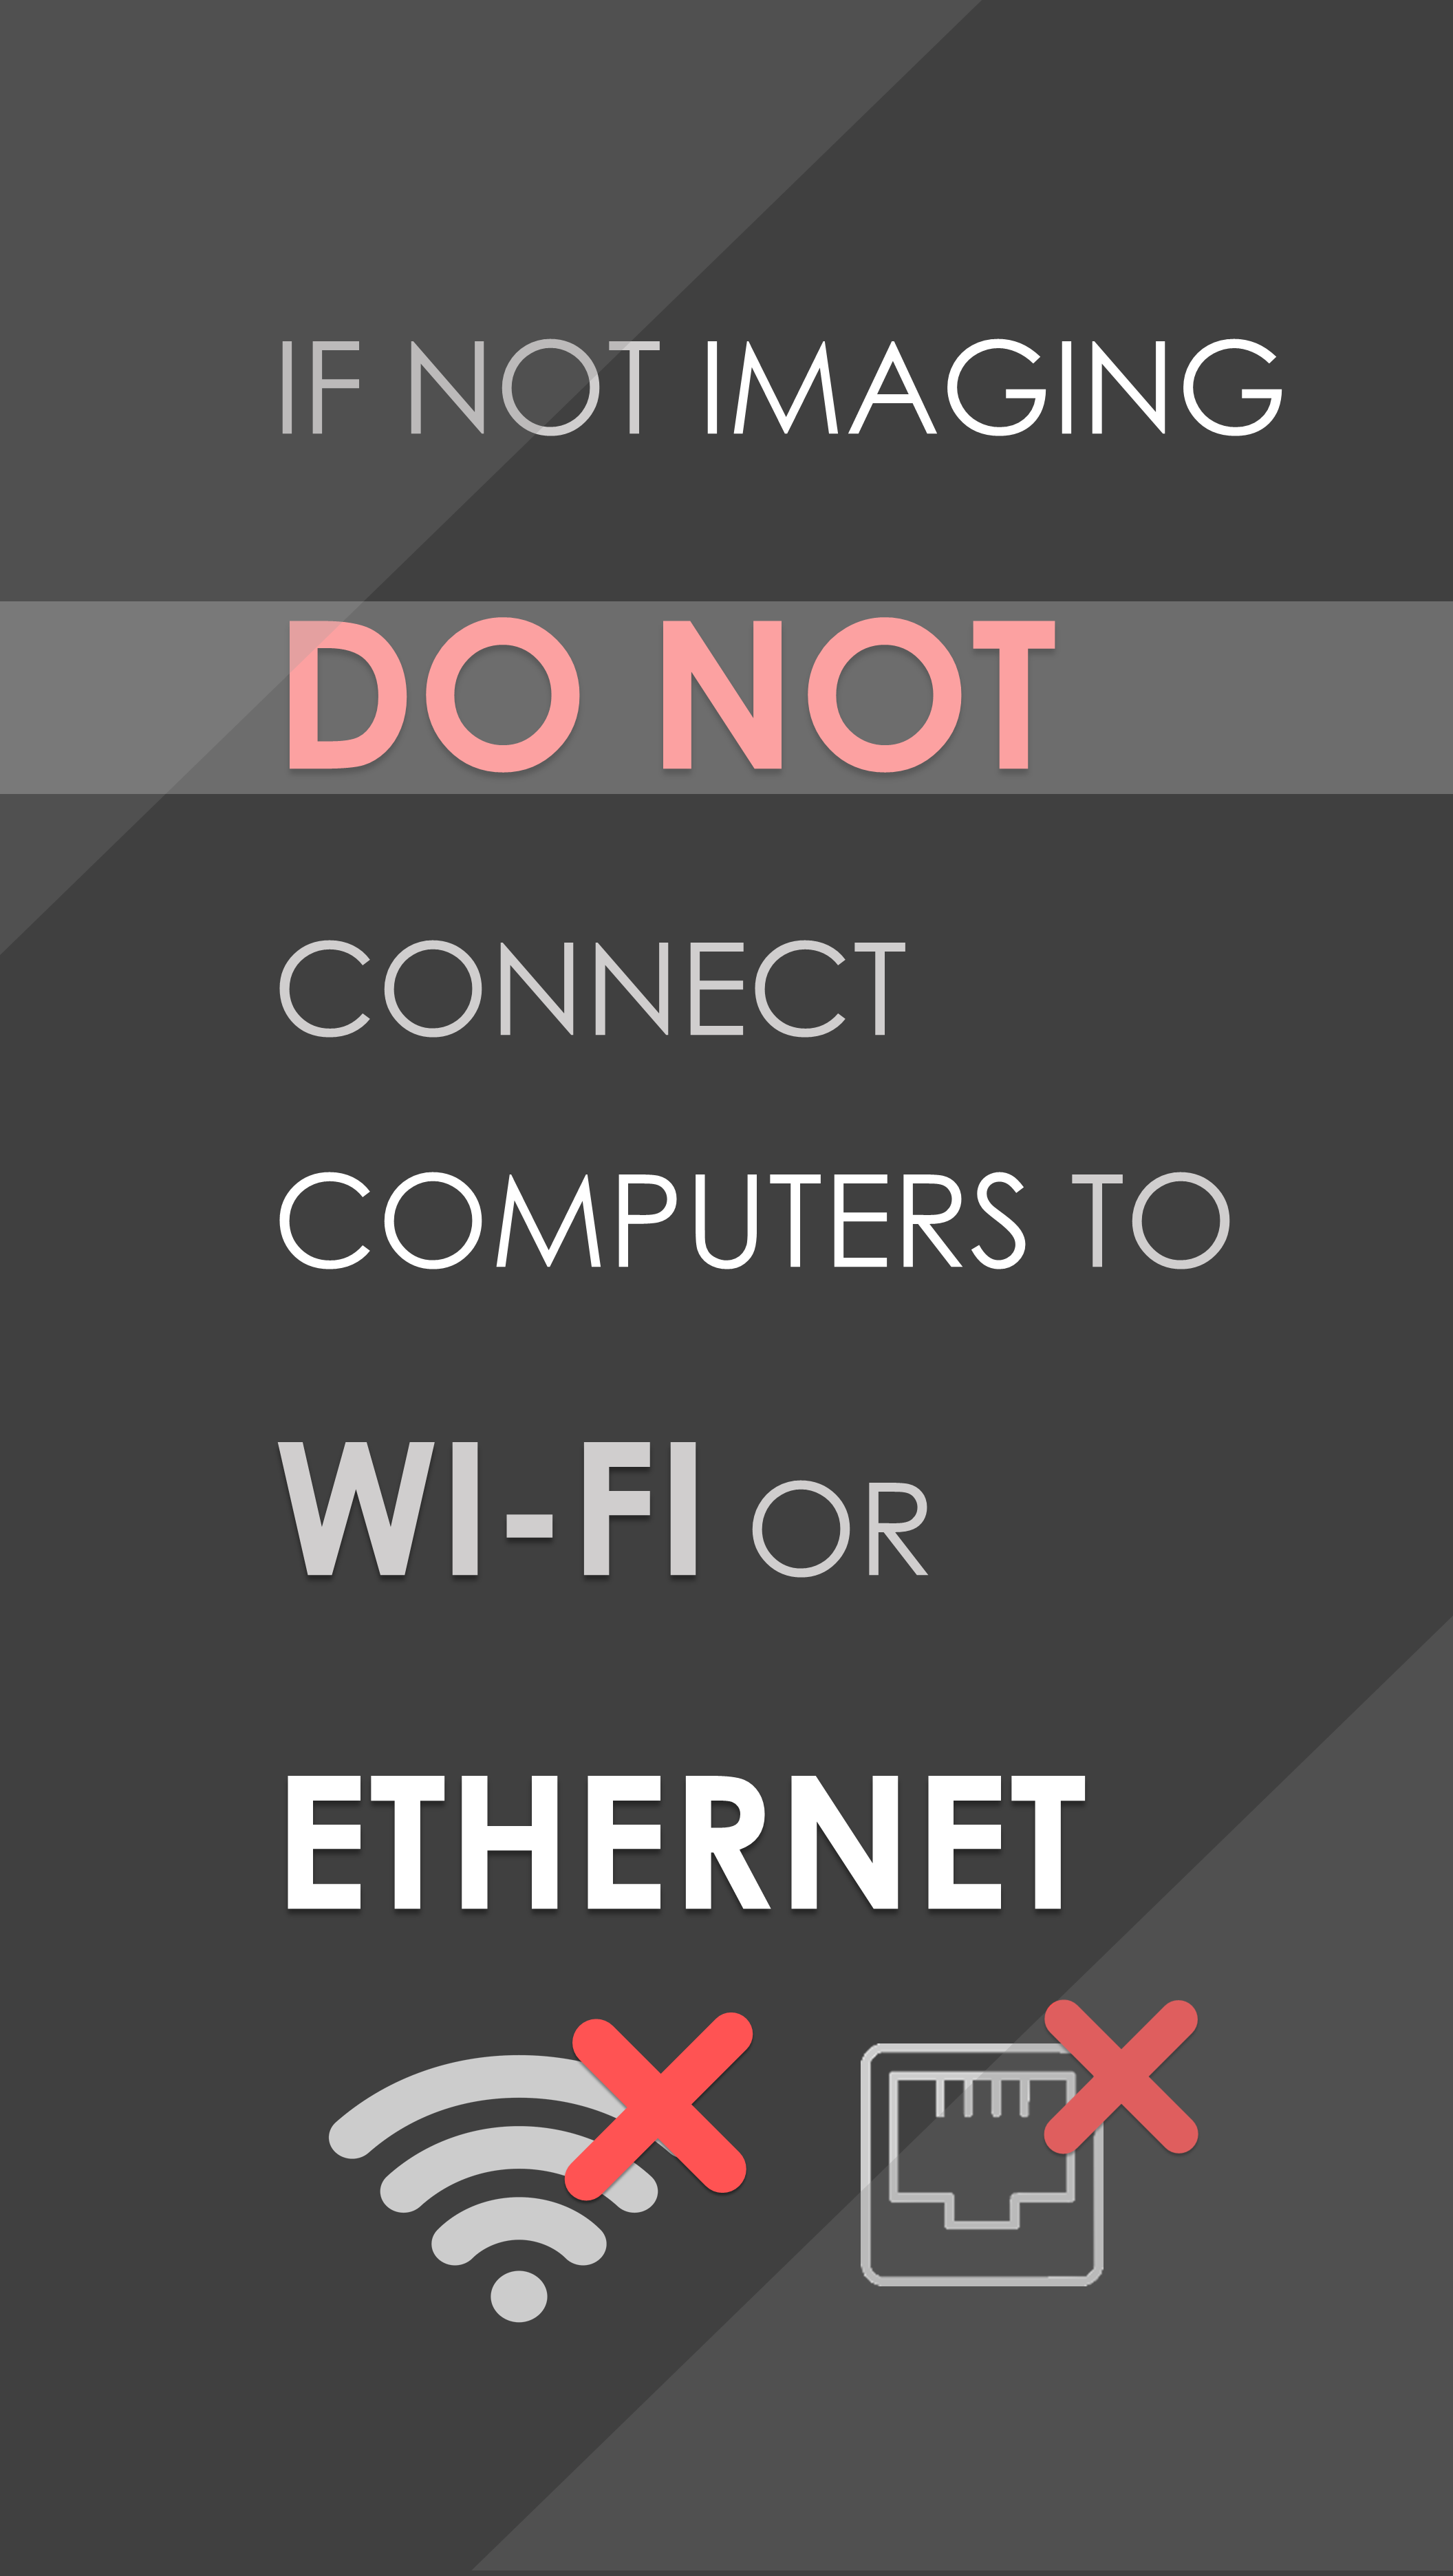 IF NOT IMAGING
DO NOT
CONNECT
COMPUTERS TO
WI-FI OR
ETHERNET